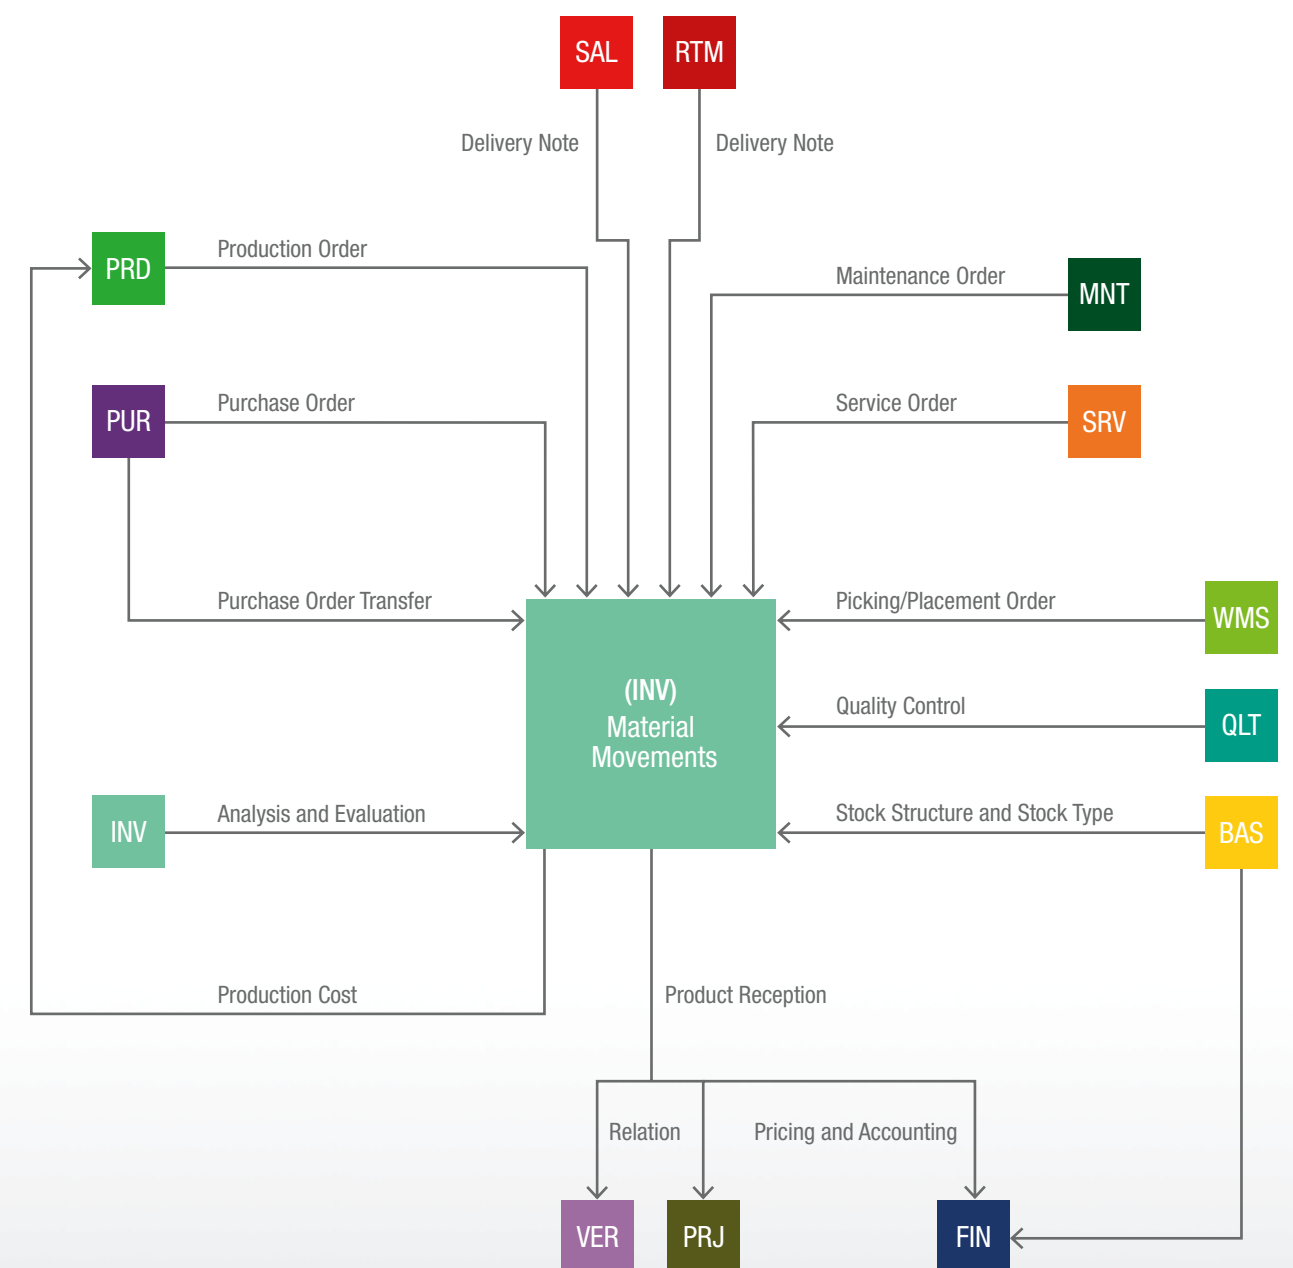 SAL
RTM
Delivery Note
Delivery Note
PRD
Production Order
Maintenance Order
MNT
PUR
Purchase Order
Service Order
SRV
Purchase Order Transfer
Picking/Placement Order
WMS
(INV)
Material
Movements
Quality Control
QLT
INV
Analysis and Evaluation
Stock Structure and Stock Type
BAS
Production Cost
Product Reception
Relation
Pricing and Accounting
VER
PRJ
FIN